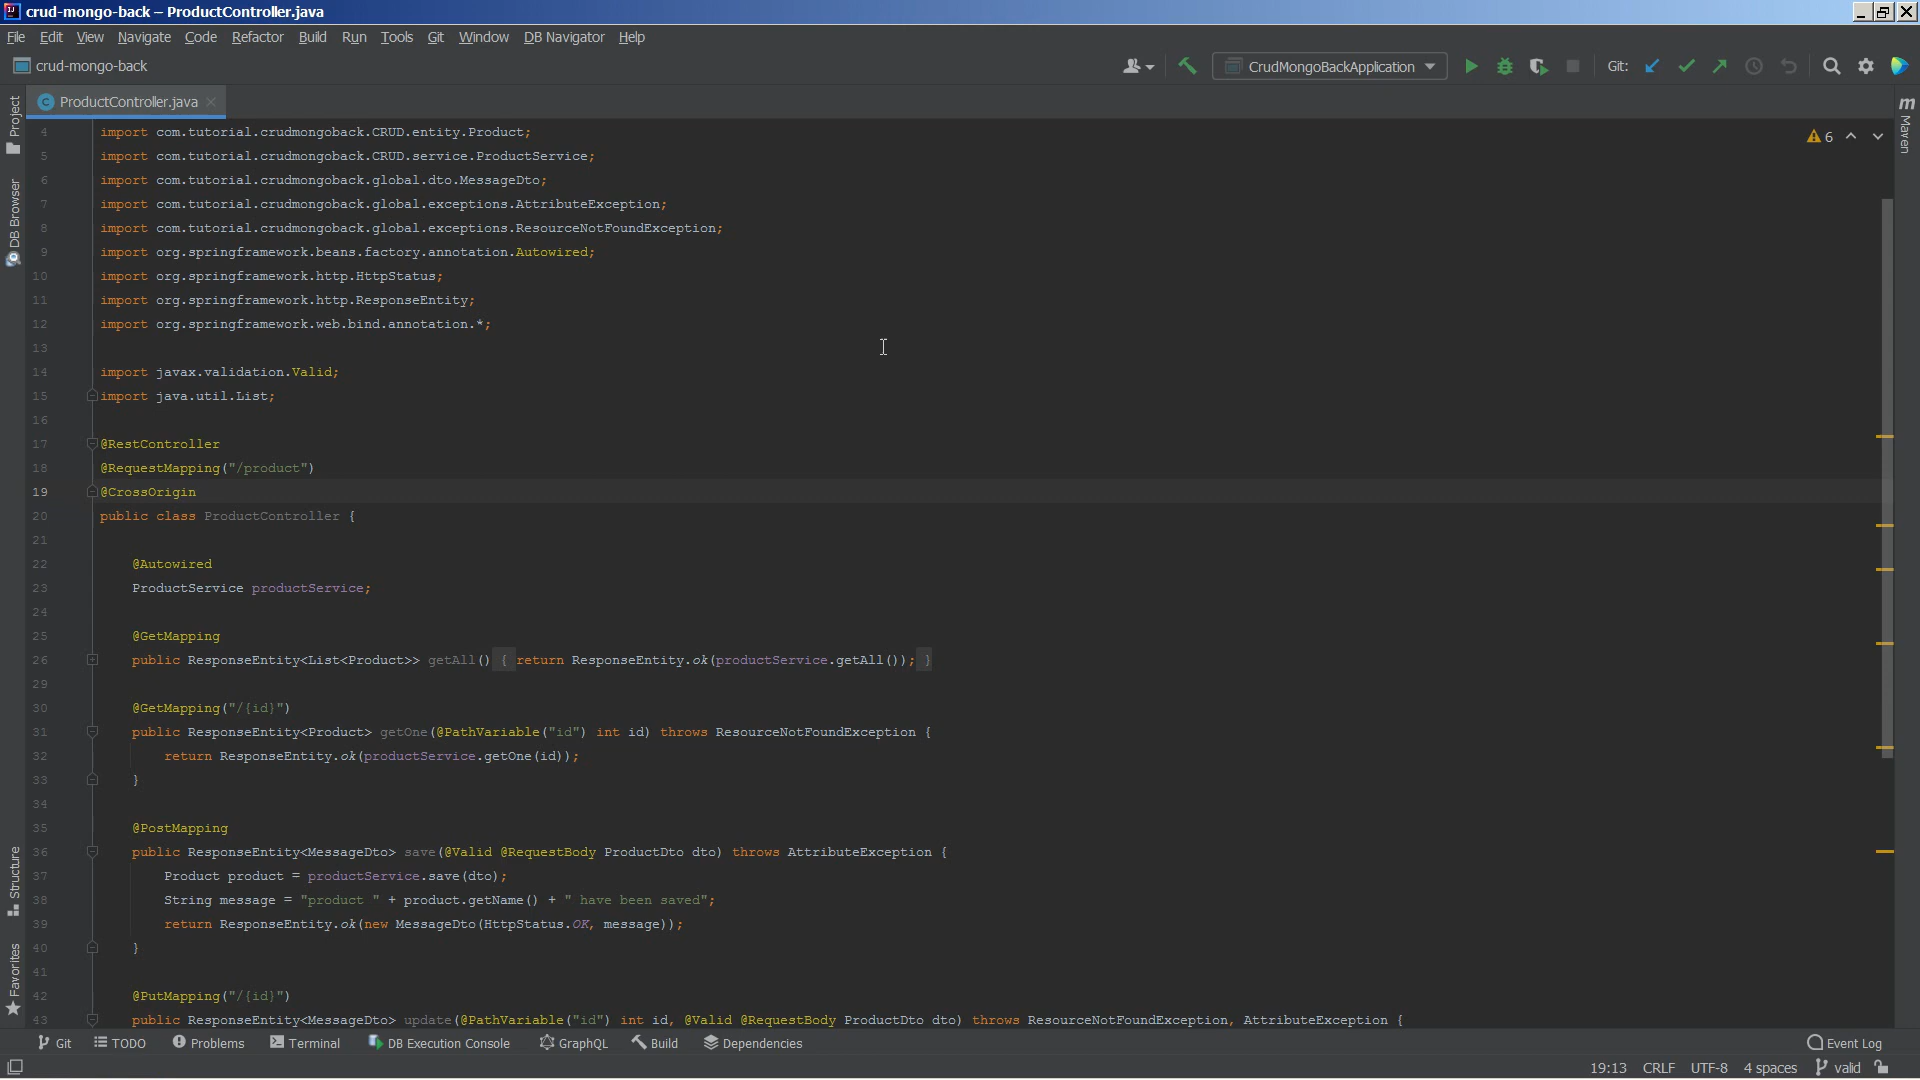 crud-mongo-back – ProductController.java
File Edit View Navigate Code Refactor Build Run Tools Git Window DB Navigator Help
crud-mongo-back
CrudMongoBackApplication
Git:
ProductController.java
6
Project
DB Browser
Structure
Favorites
Maven
4 import com.tutorial.crudmongoback.CRUD.entity.Product;
5 import com.tutorial.crudmongoback.CRUD.service.ProductService;
6 import com.tutorial.crudmongoback.global.dto.MessageDto;
7 import com.tutorial.crudmongoback.global.exceptions.AttributeException;
8 import com.tutorial.crudmongoback.global.exceptions.ResourceNotFoundException;
9 import org.springframework.beans.factory.annotation.Autowired;
10 import org.springframework.http.HttpStatus;
11 import org.springframework.http.ResponseEntity;
12 import org.springframework.web.bind.annotation.*;
13
14 import javax.validation.Valid;
15 import java.util.List;
16
17 @RestController
18 @RequestMapping("/product")
19 @CrossOrigin
20 public class ProductController {
21
22 @Autowired
23 ProductService productService;
24
25 @GetMapping
26 public ResponseEntity<List<Product>> getAll() { return ResponseEntity.ok(productService.getAll()); }
29
30 @GetMapping("/{id}")
31 public ResponseEntity<Product> getOne(@PathVariable("id") int id) throws ResourceNotFoundException {
32 return ResponseEntity.ok(productService.getOne(id));
33 }
34
35 @PostMapping
36 public ResponseEntity<MessageDto> save(@Valid @RequestBody ProductDto dto) throws AttributeException {
37 Product product = productService.save(dto);
38 String message = "product " + product.getName() + " have been saved";
39 return ResponseEntity.ok(new MessageDto(HttpStatus.OK, message));
40 }
41
42 @PutMapping("/{id}")
43 public ResponseEntity<MessageDto> update(@PathVariable("id") int id, @Valid @RequestBody ProductDto dto) throws ResourceNotFoundException, AttributeException {
Git TODO Problems Terminal DB Execution Console GraphQL Build Dependencies Event Log
19:13 CRLF UTF-8 4 spaces valid